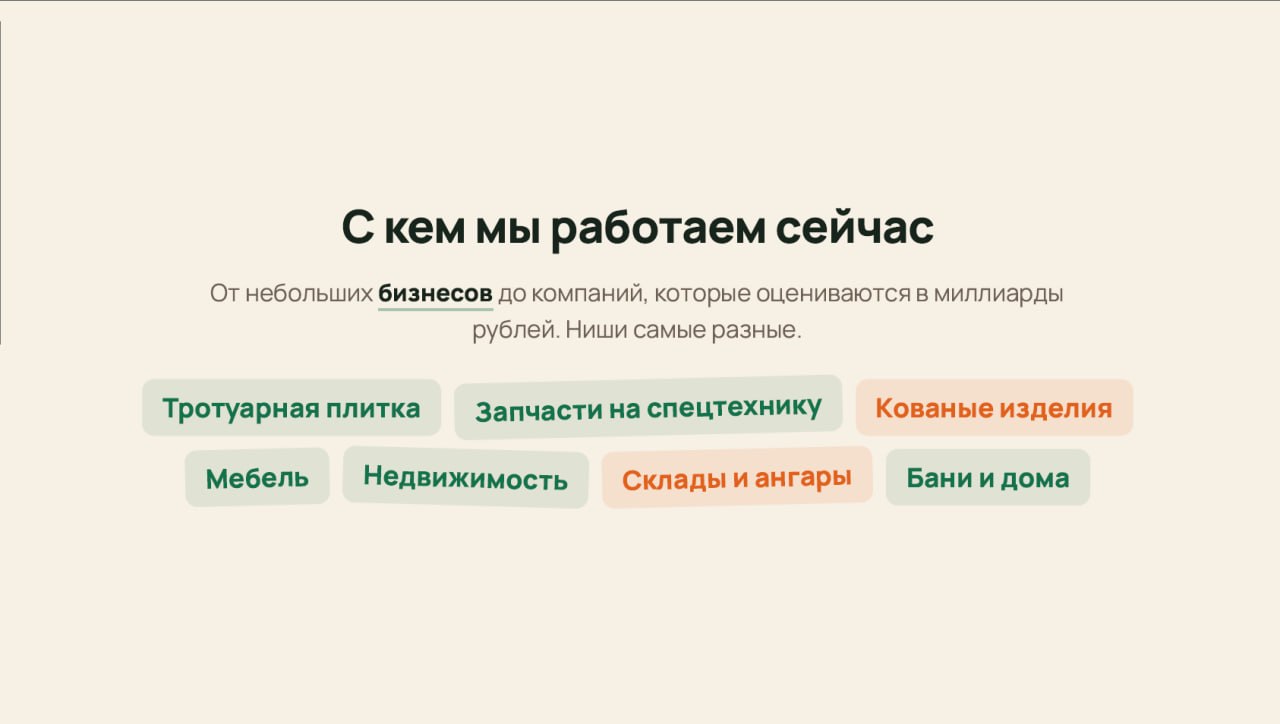 С кем мы работаем сейчас
От небольших бизнесов до компаний, которые оцениваются в миллиарды
рублей. Ниши самые разные.
Тротуарная плитка Запчасти на спецтехнику Кованые изделия
Мебель Недвижимость Склады и ангары Бани и дома